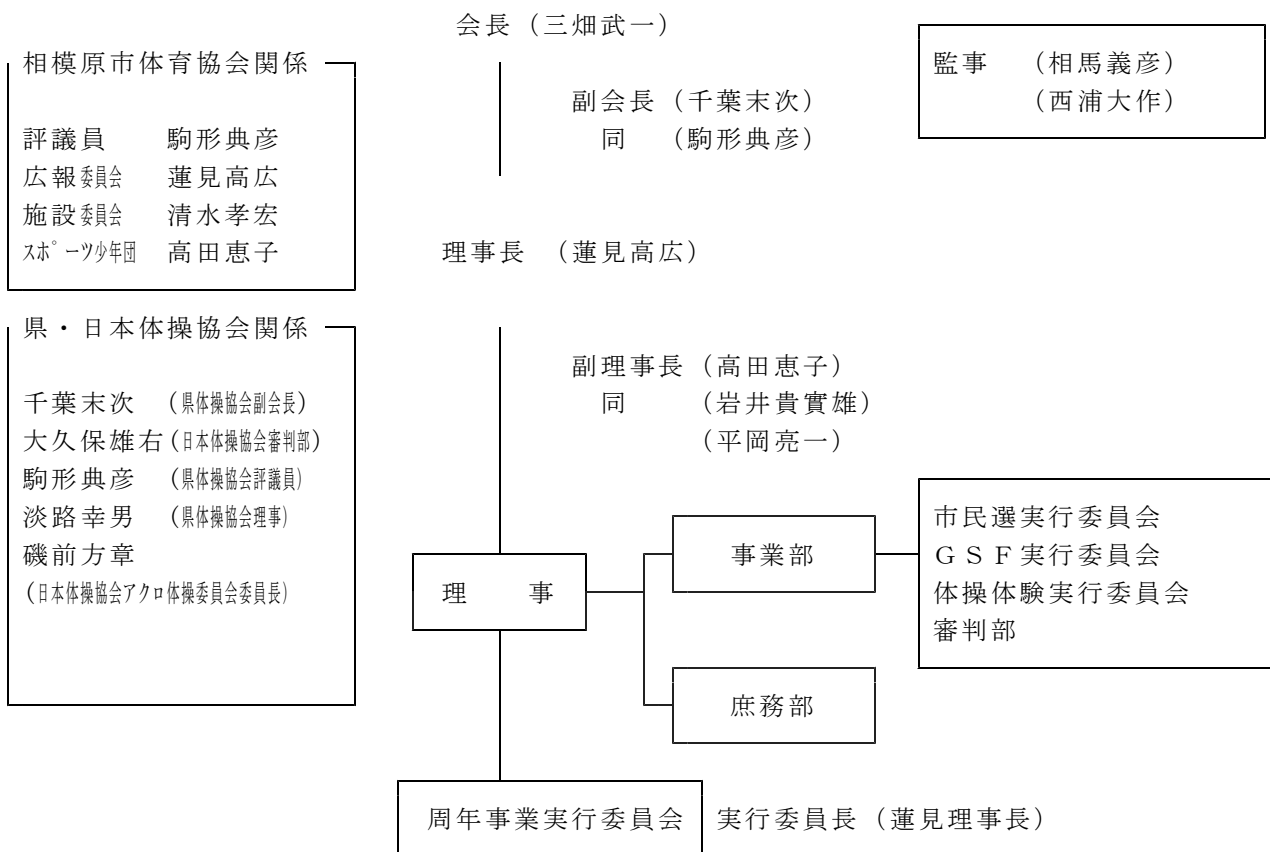 会長（三畑武一）
相模原市体育協会関係
評議員　駒形典彦
広報委員会　蓮見高広
施設委員会　清水孝宏
スポーツ少年団　高田恵子
副会長（千葉末次）
同　（駒形典彦）
監事　（相馬義彦）
（西浦大作）
理事長　（蓮見高広）
県・日本体操協会関係
千葉末次　（県体操協会副会長）
大久保雄右（日本体操協会審判部）
駒形典彦　（県体操協会評議員）
淡路幸男　（県体操協会理事）
磯前方章
（日本体操協会アクロ体操委員会委員長）
副理事長（高田恵子）
同　（岩井貴實雄）
（平岡亮一）
理　事
事業部
市民選実行委員会
ＧＳＦ実行委員会
体操体験実行委員会
審判部
庶務部
周年事業実行委員会　実行委員長（蓮見理事長）